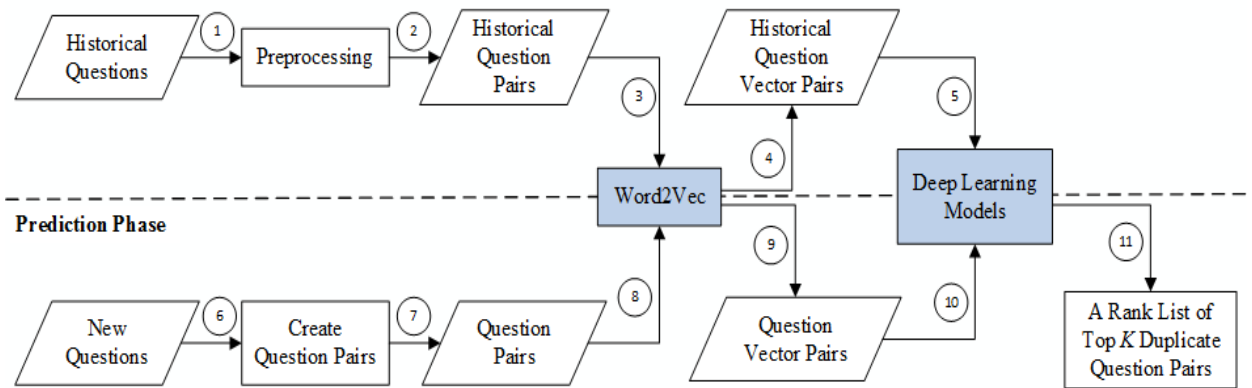 1
2
3
4
5
Historical
Questions
Preprocessing
Historical
Question
Pairs
Historical
Question
Vector Pairs
Word2Vec
Deep Learning
Models
Prediction Phase
6
7
8
9
10
11
New
Questions
Create
Question Pairs
Question
Pairs
Question
Vector Pairs
A Rank List of
Top K Duplicate
Question Pairs